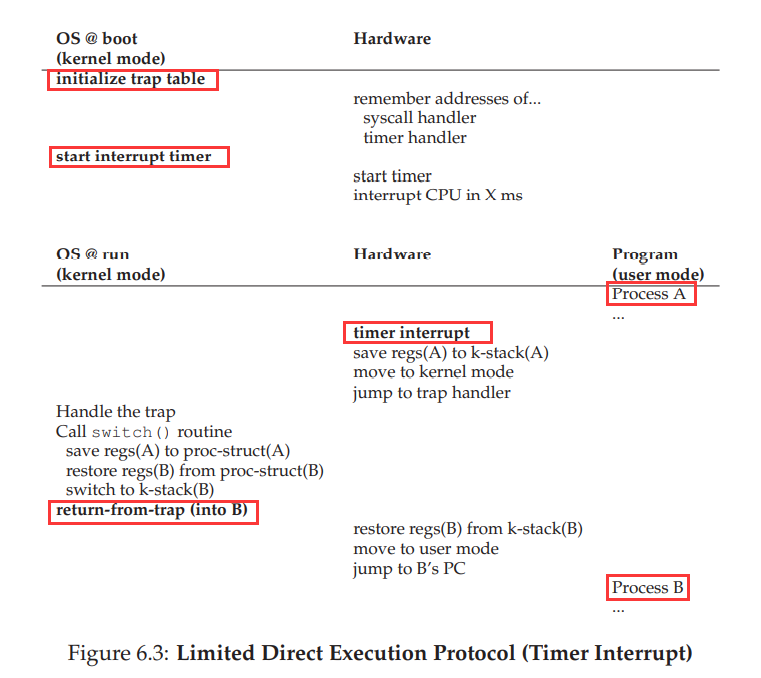 OS @ boot Hardware
(kernel mode)
initialize trap table
remember addresses of...
syscall handler
timer handler
start interrupt timer
start timer
interrupt CPU in X ms
OS @ run Hardware Program
(kernel mode) (user mode)
Process A
...
timer interrupt
save regs(A) to k-stack(A)
move to kernel mode
jump to trap handler
Handle the trap
Call switch() routine
save regs(A) to proc-struct(A)
restore regs(B) from proc-struct(B)
switch to k-stack(B)
return-from-trap (into B)
restore regs(B) from k-stack(B)
move to user mode
jump to B's PC
Process B
...
Figure 6.3: Limited Direct Execution Protocol (Timer Interrupt)